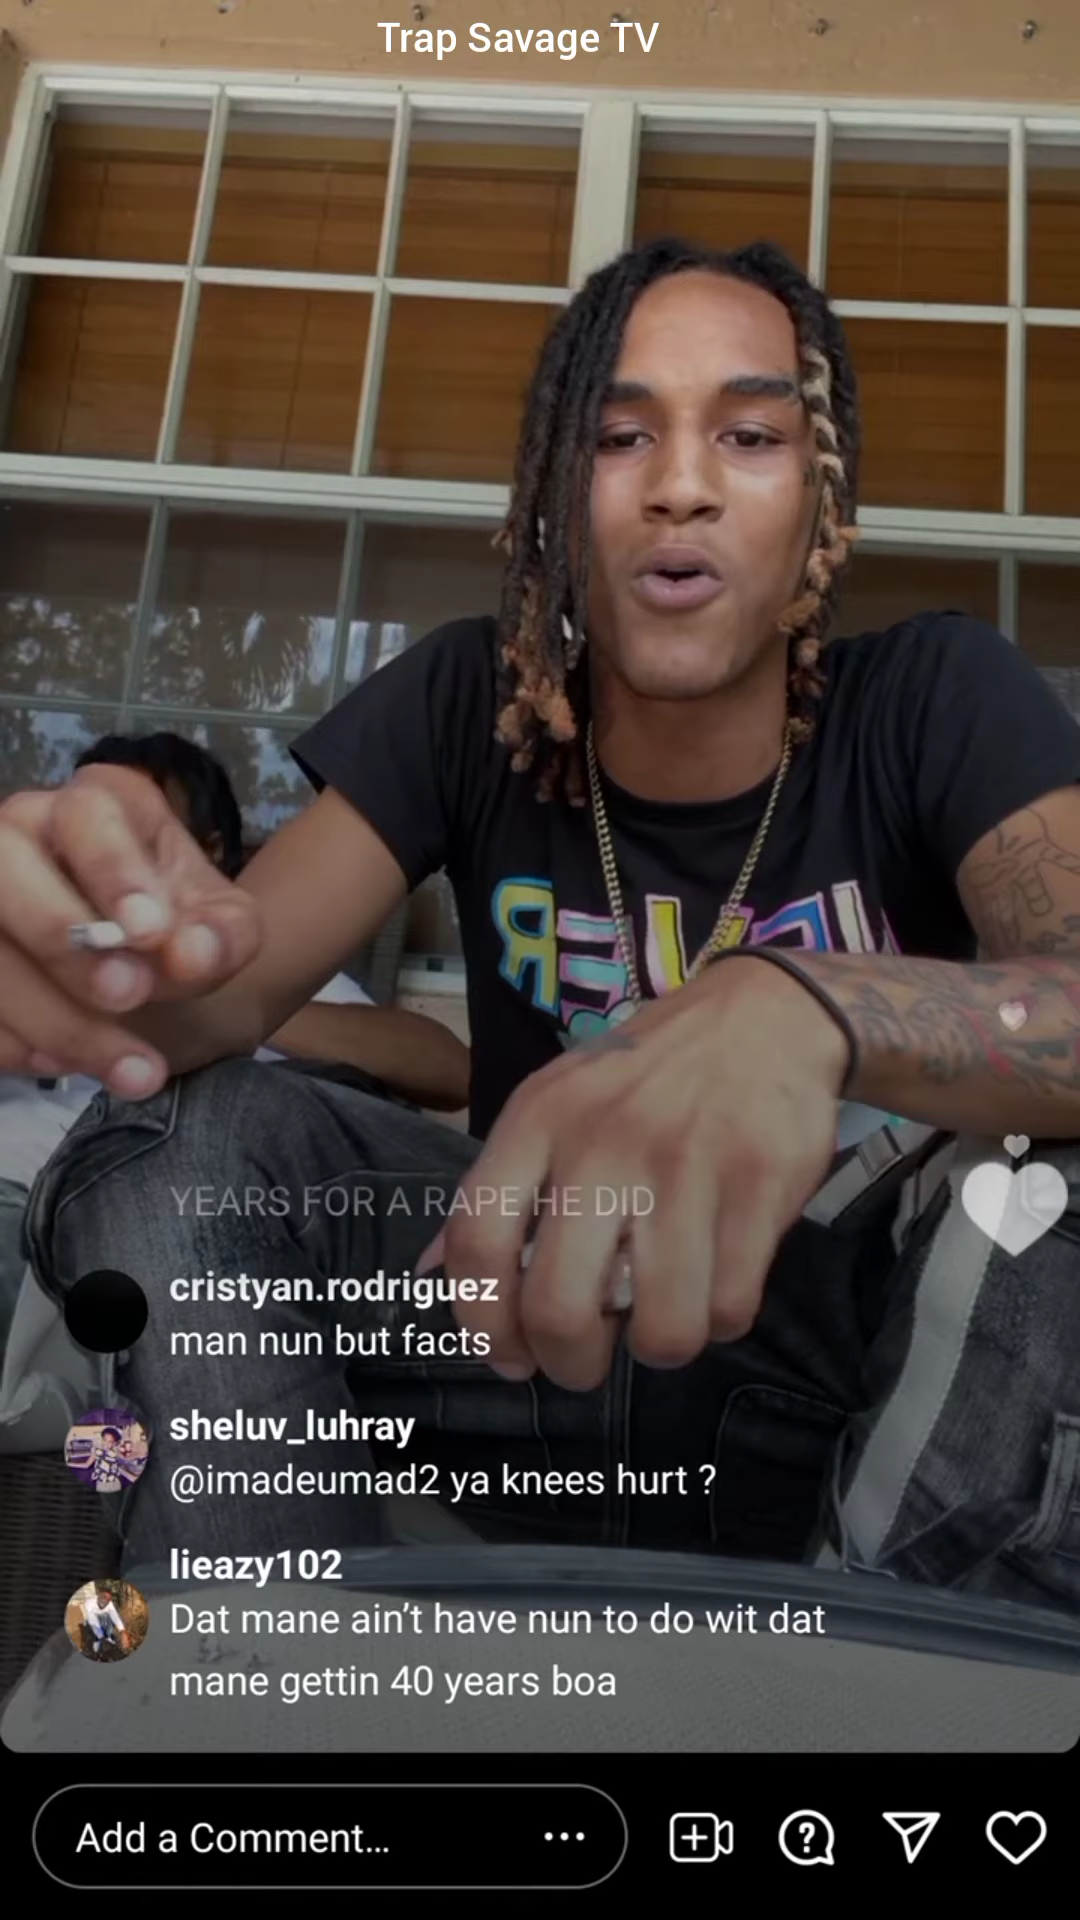 Trap Savage TV
YEARS FOR A RAPE HE DID
cristyan.rodriguez
man nun but facts
sheluv_luhray
@imadeumad2 ya knees hurt ?
lieazy102
Dat mane ain’t have nun to do wit dat
mane gettin 40 years boa
Add a Comment...